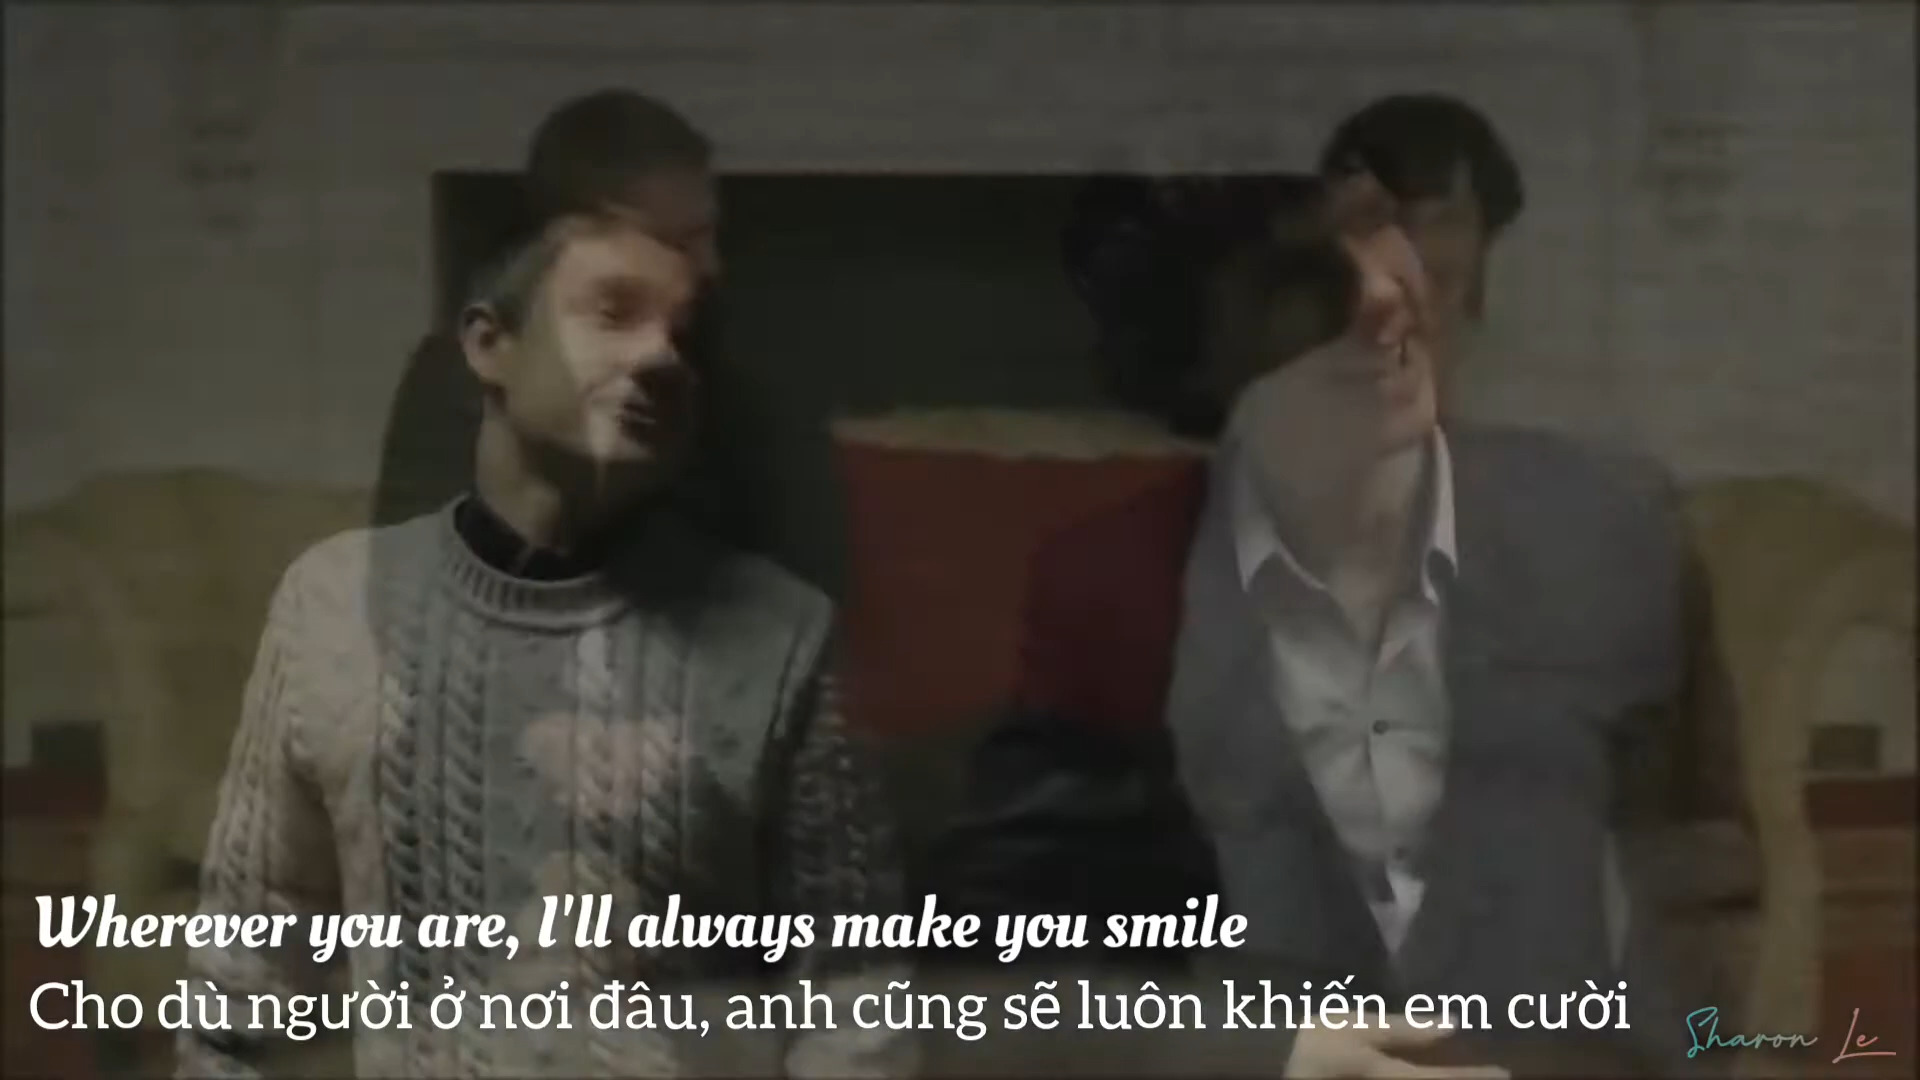 Wherever you are, I'll always make you smile
Cho dù người ở nơi đâu, anh cũng sẽ luôn khiến em cười
Sharon Le